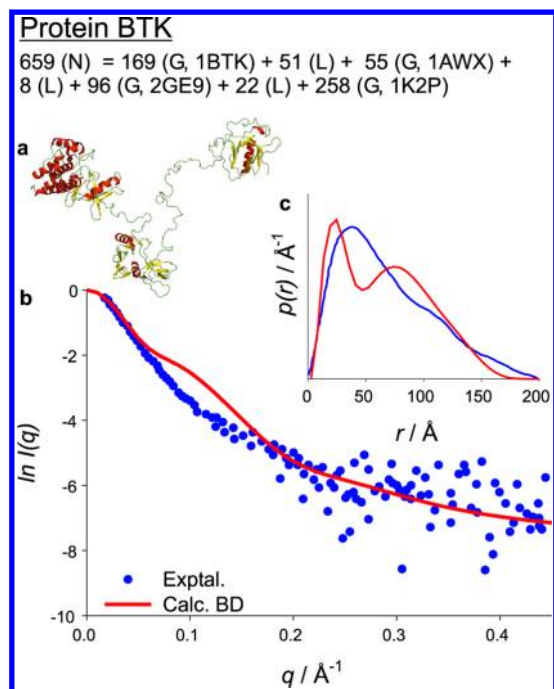 Protein BTK
659 (N) = 169 (G, 1BTK) + 51 (L) + 55 (G, 1AWX) +
8 (L) + 96 (G, 2GE9) + 22 (L) + 258 (G, 1K2P)
a
c
p(r) / Å⁻¹
0 50 100 150 200
r / Å
b
0
-2
-4
-6
-8
-10
ln I(q)
Exptal.
Calc. BD
0.0 0.1 0.2 0.3 0.4
q / Å⁻¹